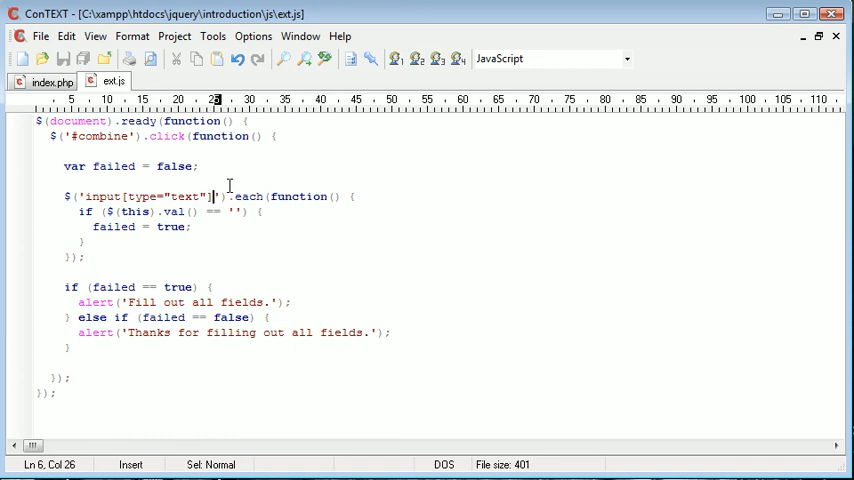 ConTEXT - [C:\xampp\htdocs\jquery\introduction\js\ext.js]
File Edit View Format Project Tools Options Window Help
JavaScript
index.php ext.js
5 10 15 20 25 30 35 40 45 50 55 60 65 70 75 80 85 90 95 100 105 110
$(document).ready(function() {
$('#combine').click(function() {
var failed = false;
$('input[type="text"]').each(function() {
if ($(this).val() == '') {
failed = true;
}
});
if (failed == true) {
alert('Fill out all fields.');
} else if (failed == false) {
alert('Thanks for filling out all fields.');
}
});
});
Ln 6, Col 26 Insert Sel: Normal DOS File size: 401